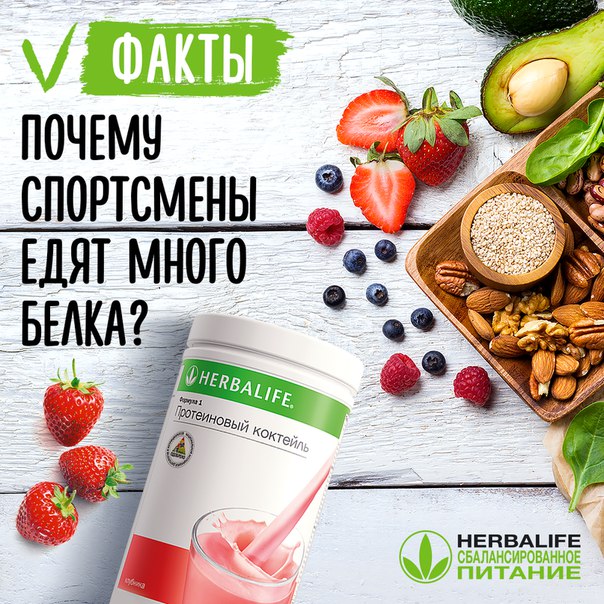 ФАКТЫ
ПОЧЕМУ
СПОРТСМЕНЫ
ЕДЯТ МНОГО
БЕЛКА?
HERBALIFE®
Формула 1
Протеиновый коктейль
клубника
HERBALIFE
СБАЛАНСИРОВАННОЕ
ПИТАНИЕ